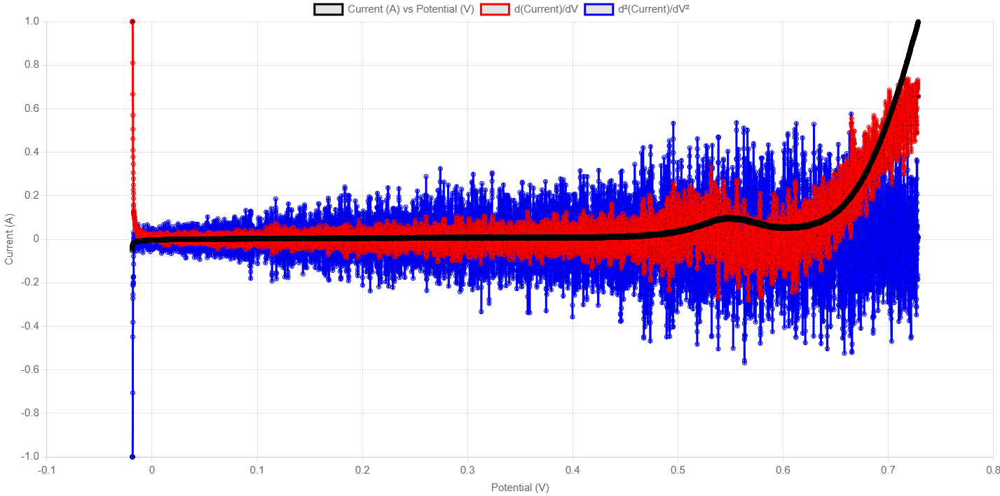 Current (A) vs Potential (V) d(Current)/dV d²(Current)/dV²
1.0
0.8
0.6
0.4
0.2
0
-0.2
-0.4
-0.6
-0.8
-1.0
Current (A)
-0.1 0 0.1 0.2 0.3 0.4 0.5 0.6 0.7 0.8
Potential (V)